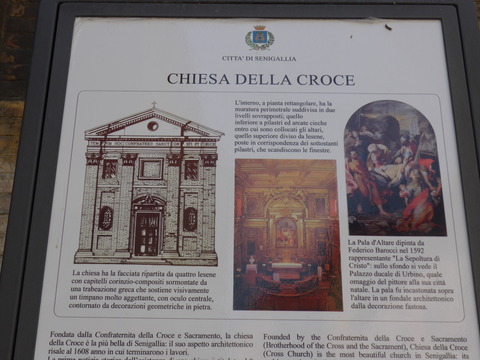 CITTA' DI SENIGALLIA
CHIESA DELLA CROCE
L'interno, a pianta rettangolare, ha la
muratura perimetrale suddivisa in due
livelli sovrapposti; quello
inferiore a pilastri ed arcate cieche
entro cui sono collocati gli altari,
quello superiore diviso da lesene,
poste in corrispondenza dei sottostanti
pilastri, che scandiscono le finestre.
La chiesa ha la facciata ripartita da quattro lesene
con capitelli corinzio-compositi sormontate da
una trabeazione greca che sostiene visivamente
un timpano molto aggettante, con oculo centrale,
contornato da decorazioni geometriche in pietra.
La Pala d'Altare dipinta da
Federico Barocci nel 1592
rappresentante "La Sepoltura di
Cristo": sullo sfondo si vede il
Palazzo ducale di Urbino, quale
omaggio del pittore alla sua città
natale. La pala fu incastonata sopra
l'altare in un fondale architettonico
dalla decorazione fastosa.
Fondata dalla Confraternita della Croce e Sacramento, la chiesa
della Croce è la più bella di Senigallia: il suo aspetto architettonico
risale al 1608 anno in cui terminarono i lavori.
Founded by the Confraternity of the Croce e Sacramento
(Brotherhood of the Cross and the Sacrament), Chiesa della Croce
(Cross Church) is the most beautiful church in Senigallia; its